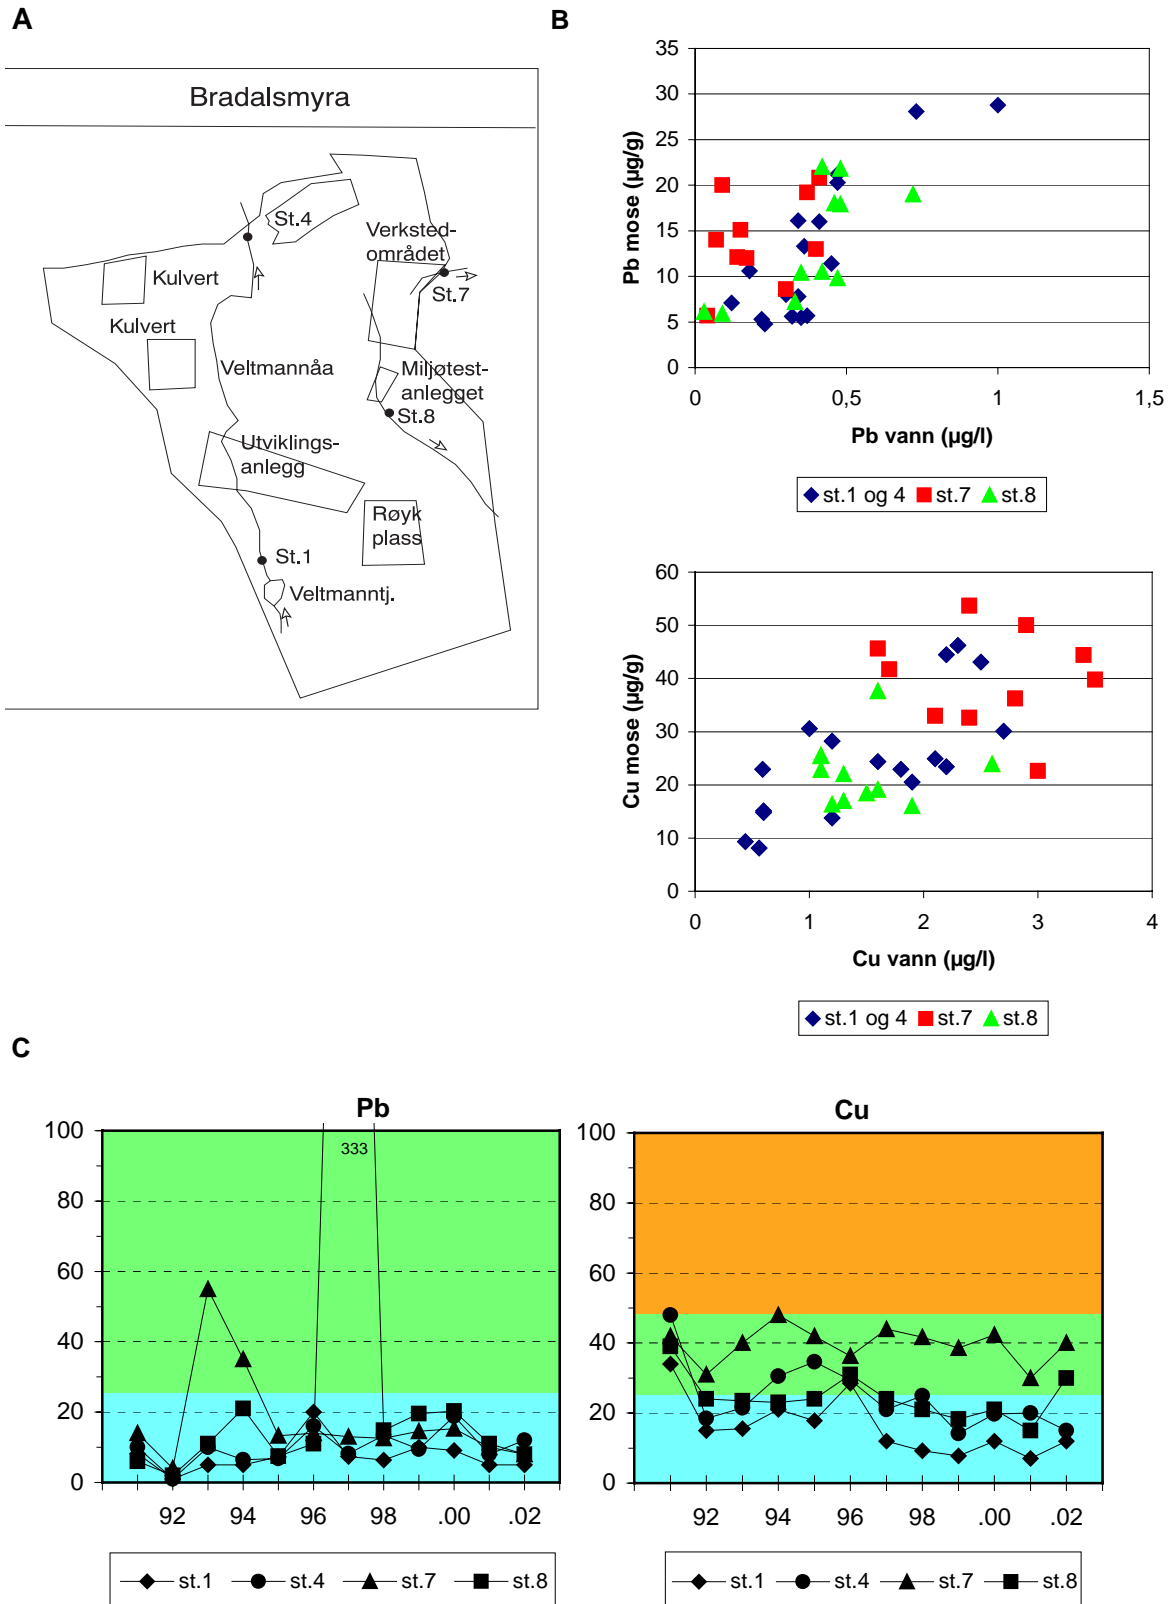 A
Bradalsmyra
St.4
Verksted-
området
Kulvert
St.7
Kulvert
Veltmannåa
Miljøtest-
anlegget
St.8
Utviklings-
anlegg
Røyk
plass
St.1
Veltmanntj.
B
35
30
25
20
15
10
5
0
Pb mose (µg/g)
0 0,5 1 1,5
Pb vann (µg/l)
st.1 og 4 st.7 st.8
60
50
40
30
20
10
0
Cu mose (µg/g)
0 1 2 3 4
Cu vann (µg/l)
st.1 og 4 st.7 st.8
C
Pb
333
100
80
60
40
20
0
92 94 96 98 .00 .02
st.1 st.4 st.7 st.8
Cu
100
80
60
40
20
0
92 94 96 98 .00 .02
st.1 st.4 st.7 st.8